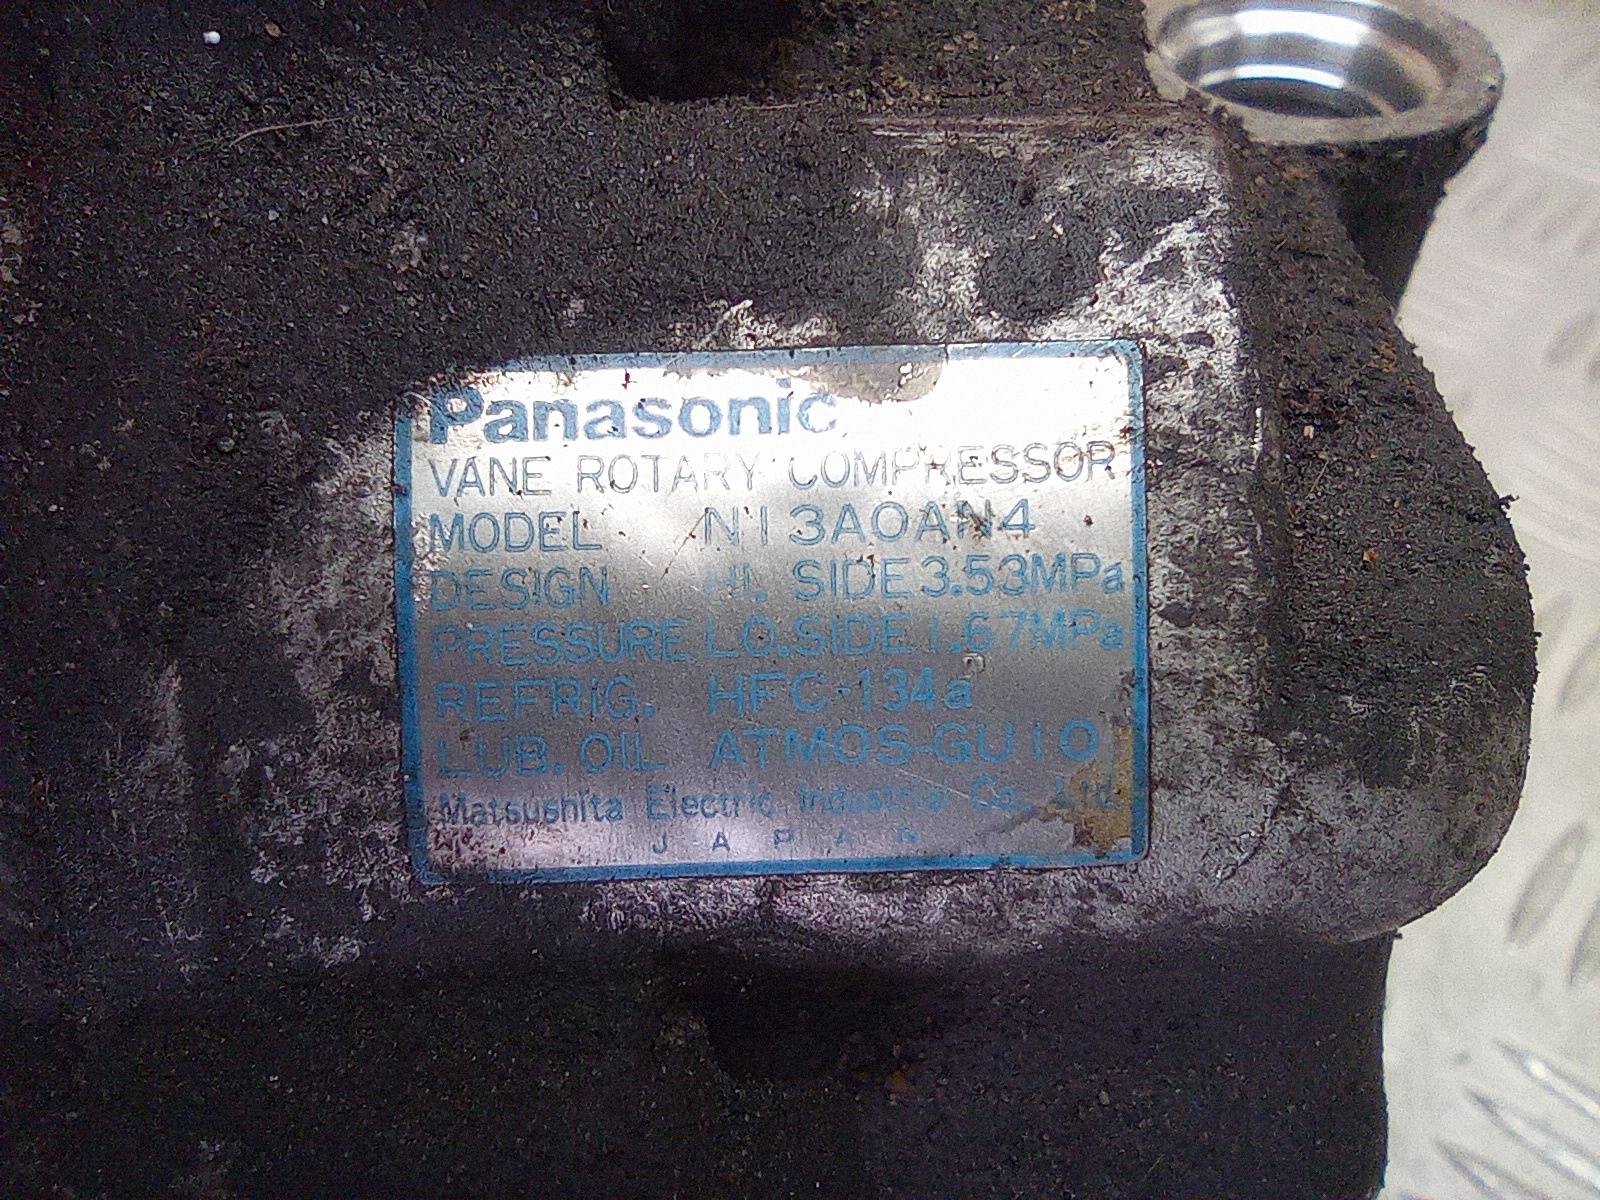 Panasonic
VANE ROTARY COMPRESSOR
MODEL N13A0AN4
DESIGN HI. SIDE 3.53MPa
PRESSURE LO.SIDE 1.67MPa
REFRIG. HFC-134a
LUB. OIL ATMOS-GU10
Matsushita Electric Industrial Co., Ltd.
JAPAN